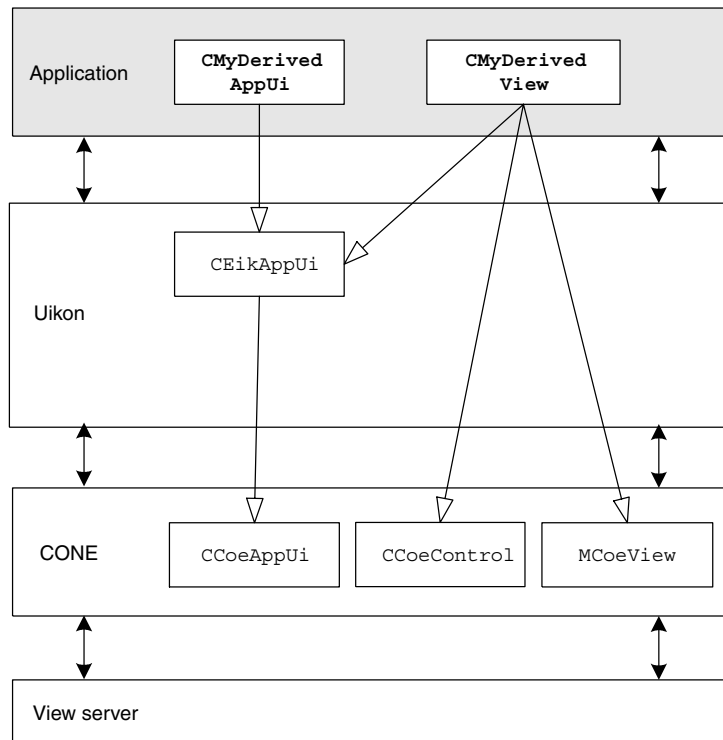 Application
CMyDerived
AppUi
CMyDerived
View
CEikAppUi
Uikon
CONE
CCoeAppUi
CCoeControl
MCoeView
View server